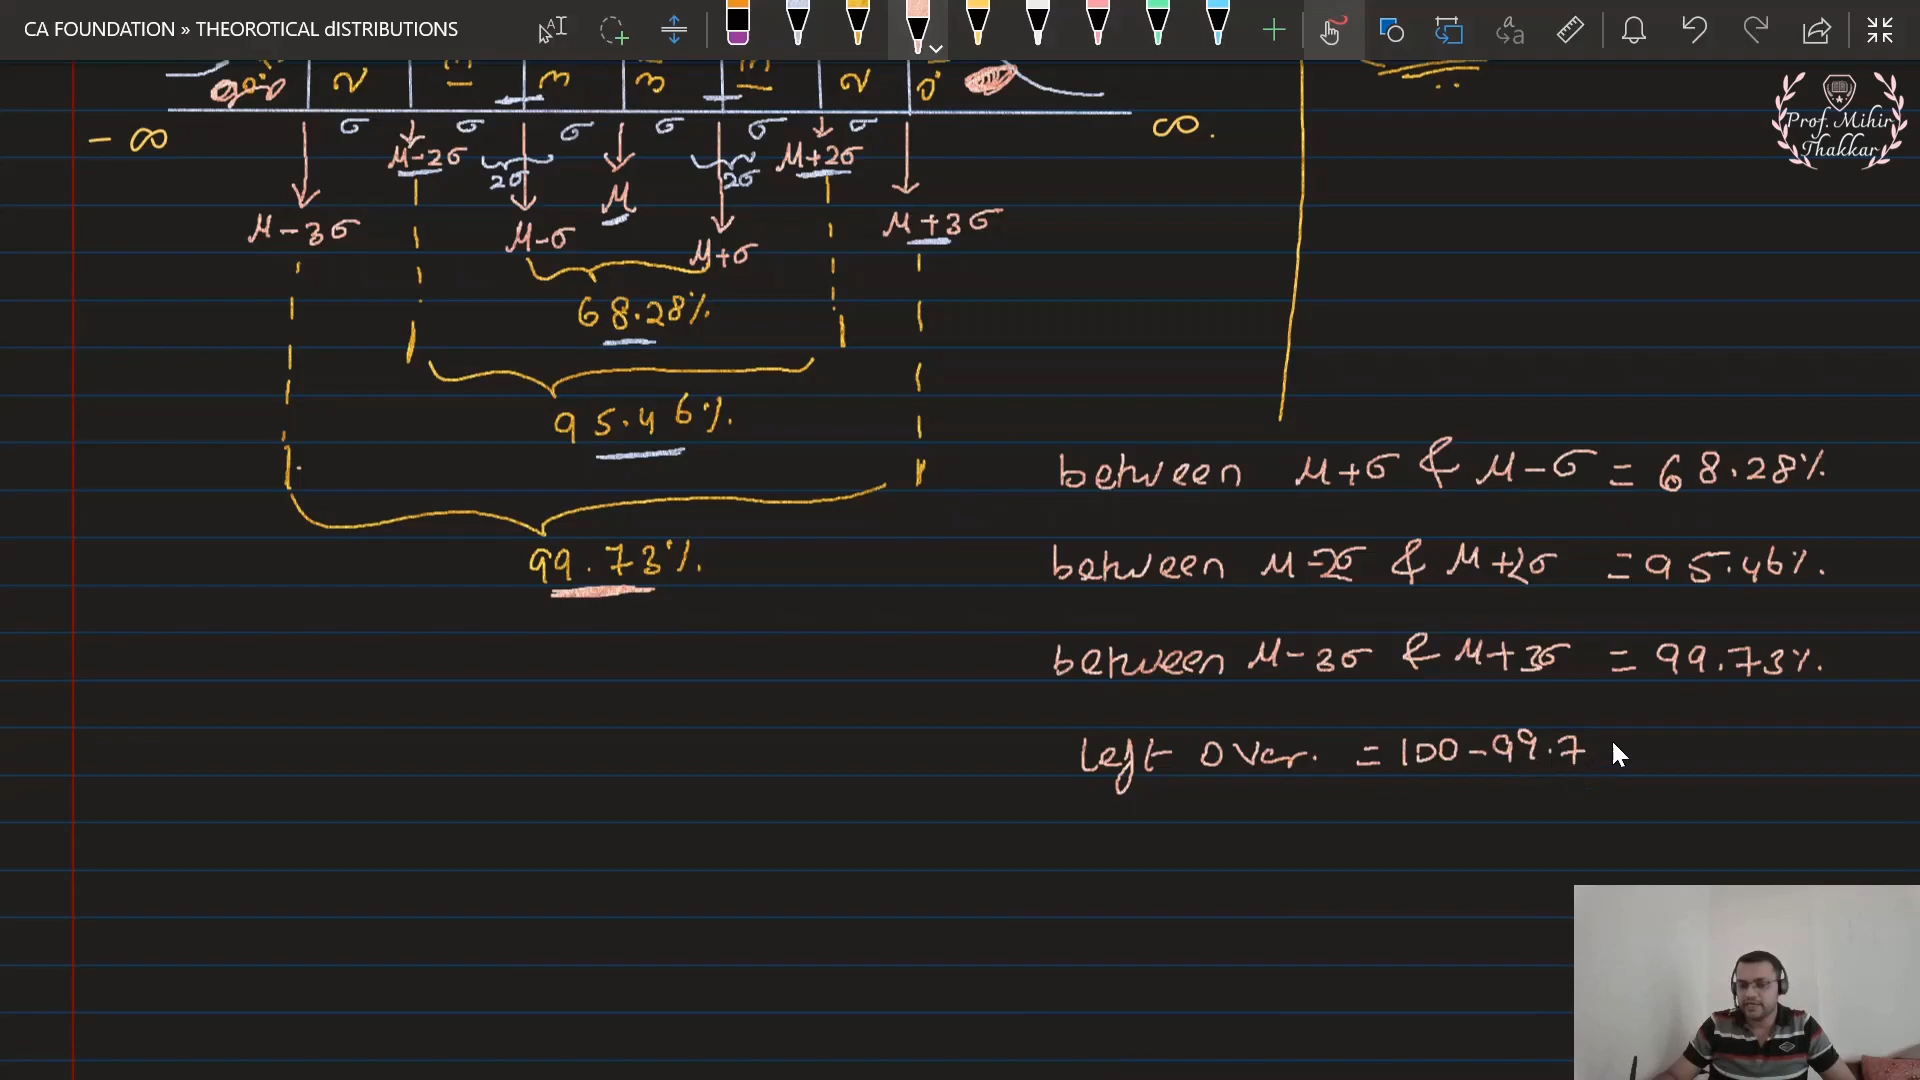 CA FOUNDATION » THEOROTICAL dISTRIBUTIONS
Prof. Mihir
Thakkar
σ σ σ σ σ σ
- ∞ ∞.
μ-2σ 2σ 2σ μ+2σ
μ
μ-3σ μ-σ μ+σ μ+3σ
68.28%
95.46%.
99.73%.
between μ+σ & μ-σ = 68.28%
between μ-2σ & μ+2σ = 95.46%.
between μ-3σ & μ+3σ = 99.73%.
left over. = 100-99.7